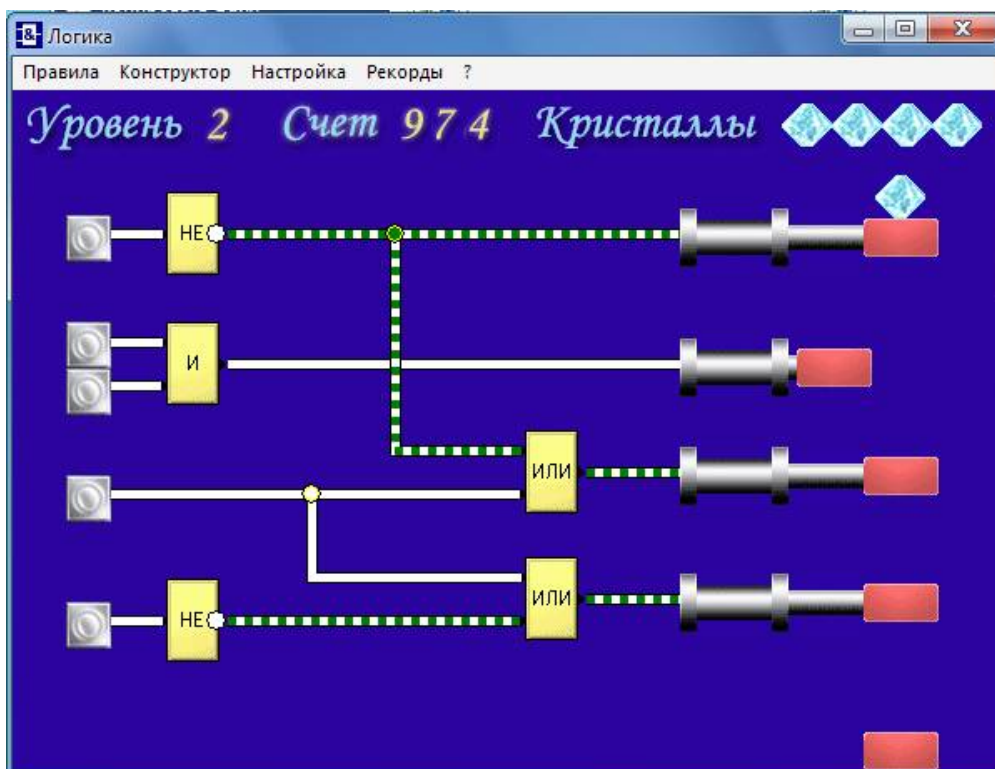 & Логика
Правила Конструктор Настройка Рекорды ?
Уровень 2 Счет 974 Кристаллы
НЕ
И
ИЛИ
НЕ
ИЛИ